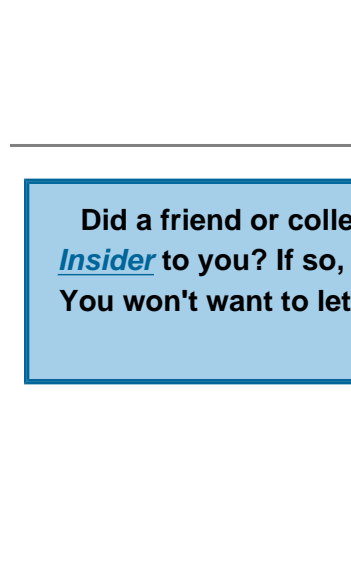 Did a friend or colle
Insider to you? If so,
You won't want to let